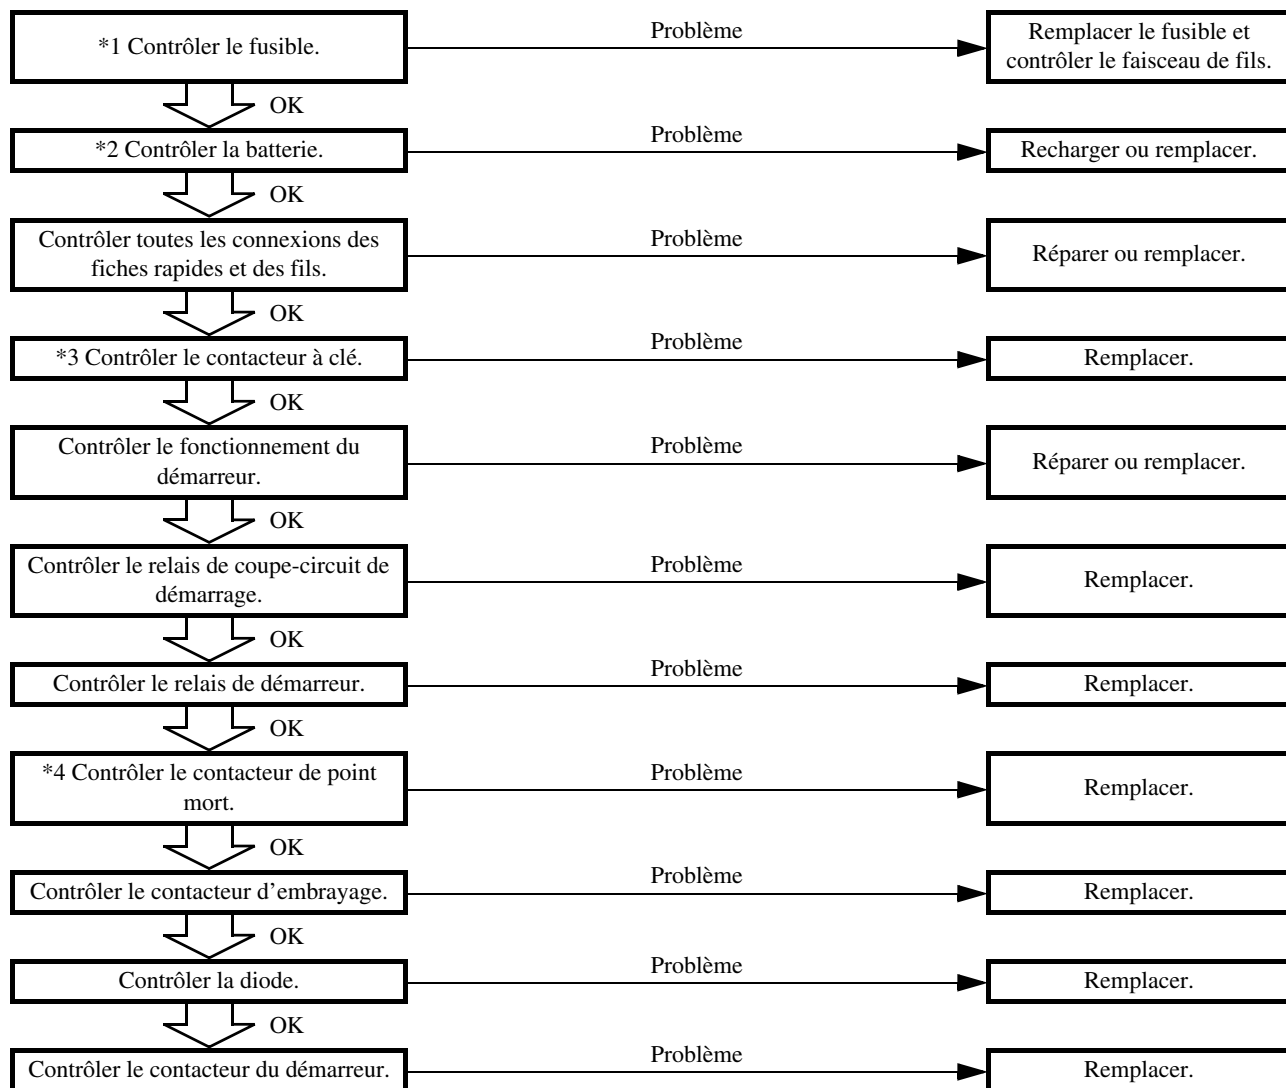 *1 Contrôler le fusible.
Problème
Remplacer le fusible et
contrôler le faisceau de fils.
OK
*2 Contrôler la batterie.
Problème
Recharger ou remplacer.
OK
Contrôler toutes les connexions des
fiches rapides et des fils.
Problème
Réparer ou remplacer.
OK
*3 Contrôler le contacteur à clé.
Problème
Remplacer.
OK
Contrôler le fonctionnement du
démarreur.
Problème
Réparer ou remplacer.
OK
Contrôler le relais de coupe-circuit de
démarrage.
Problème
Remplacer.
OK
Contrôler le relais de démarreur.
Problème
Remplacer.
OK
*4 Contrôler le contacteur de point
mort.
Problème
Remplacer.
OK
Contrôler le contacteur d’embrayage.
Problème
Remplacer.
OK
Contrôler la diode.
Problème
Remplacer.
OK
Contrôler le contacteur du démarreur.
Problème
Remplacer.